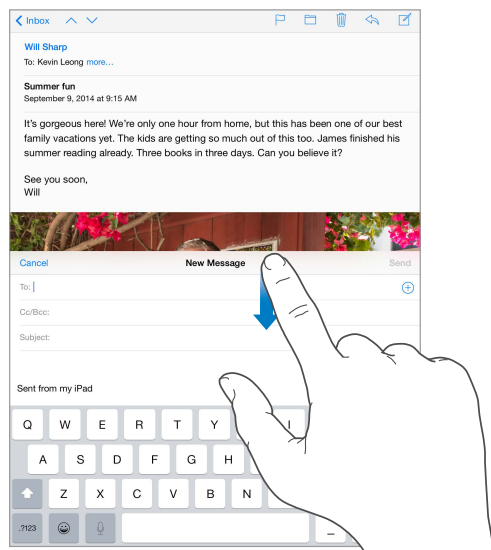 Inbox
Will Sharp
To: Kevin Leong more...
Summer fun
September 9, 2014 at 9:15 AM
It's gorgeous here! We're only one hour from home, but this has been one of our best
family vacations yet. The kids are getting so much out of this too. James finished his
summer reading already. Three books in three days. Can you believe it?
See you soon,
Will
Cancel New Message Send
To:
Cc/Bcc:
Subject:
Sent from my iPad
Q W E R T Y I
A S D F G H
Z X C V B N
.?123